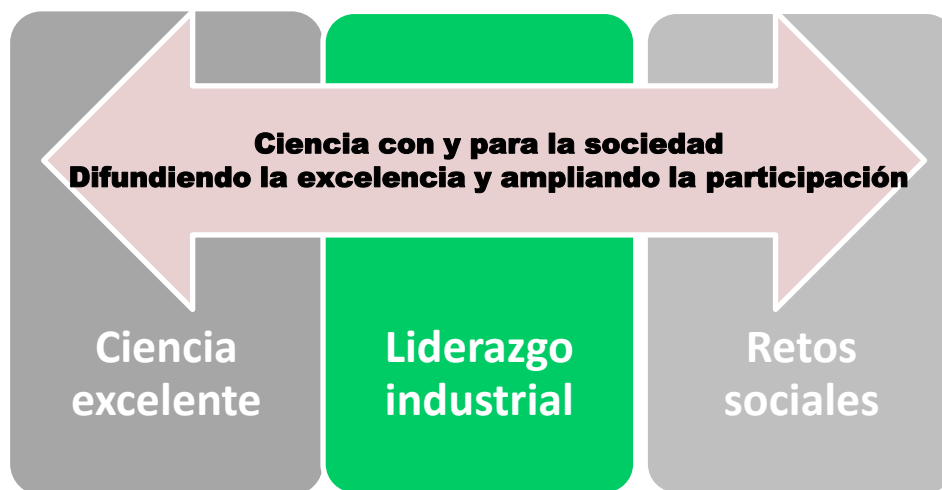 Ciencia con y para la sociedad
Difundiendo la excelencia y ampliando la participación
Ciencia
excelente
Liderazgo
industrial
Retos
sociales